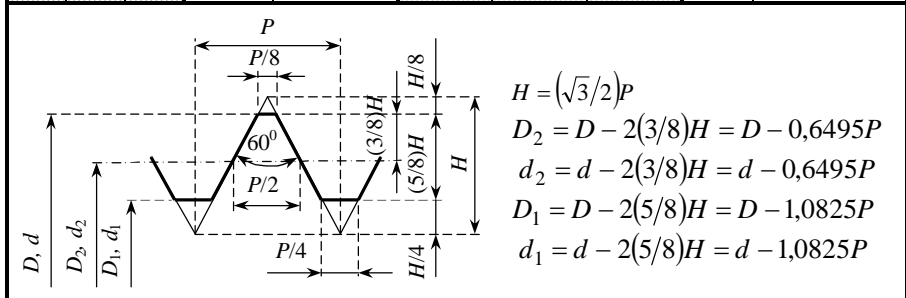 P
P/8
H/8
(3/8)H
60⁰
(5/8)H
H
P/2
D, d
D₂, d₂
D₁, d₁
P/4
H/4
H = (√3/2)P
D₂ = D − 2(3/8)H = D − 0,6495P
d₂ = d − 2(3/8)H = d − 0,6495P
D₁ = D − 2(5/8)H = D − 1,0825P
d₁ = d − 2(5/8)H = d − 1,0825P